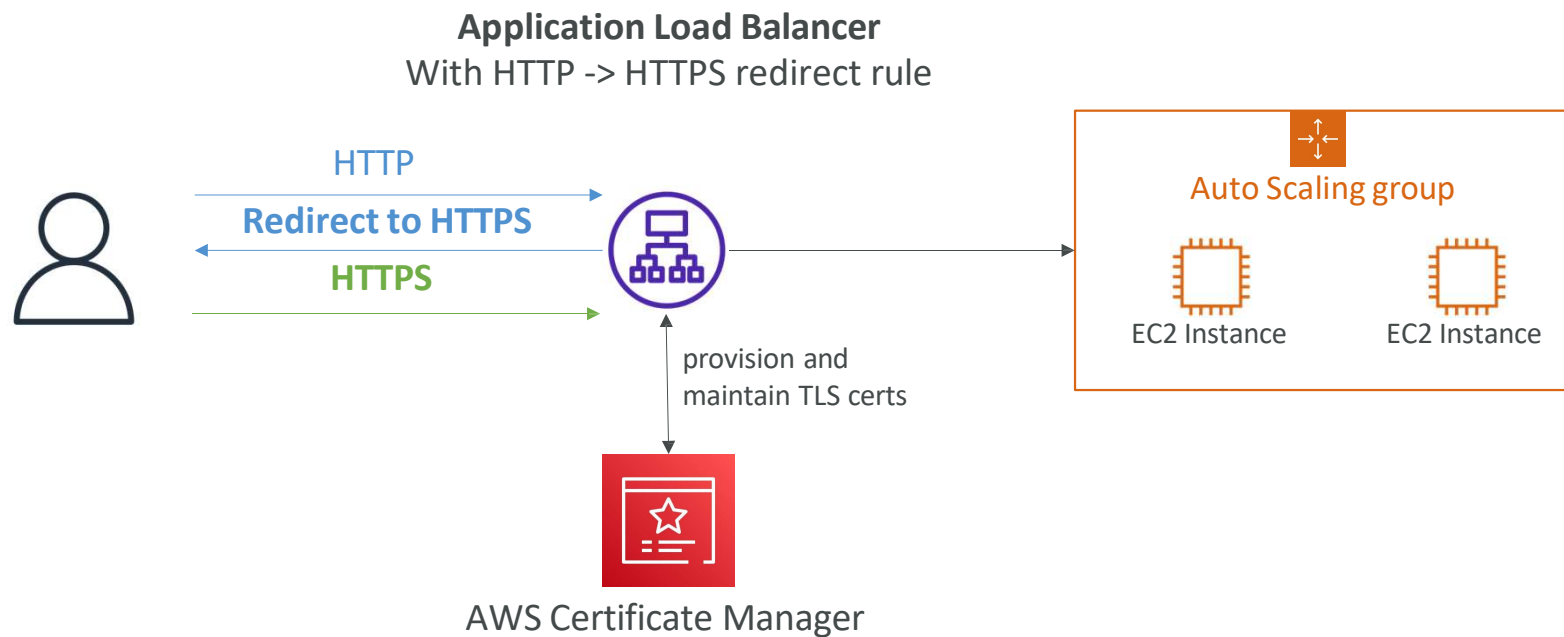 Application Load Balancer
With HTTP -> HTTPS redirect rule
HTTP
Redirect to HTTPS
HTTPS
Auto Scaling group
EC2 Instance
EC2 Instance
provision and
maintain TLS certs
AWS Certificate Manager